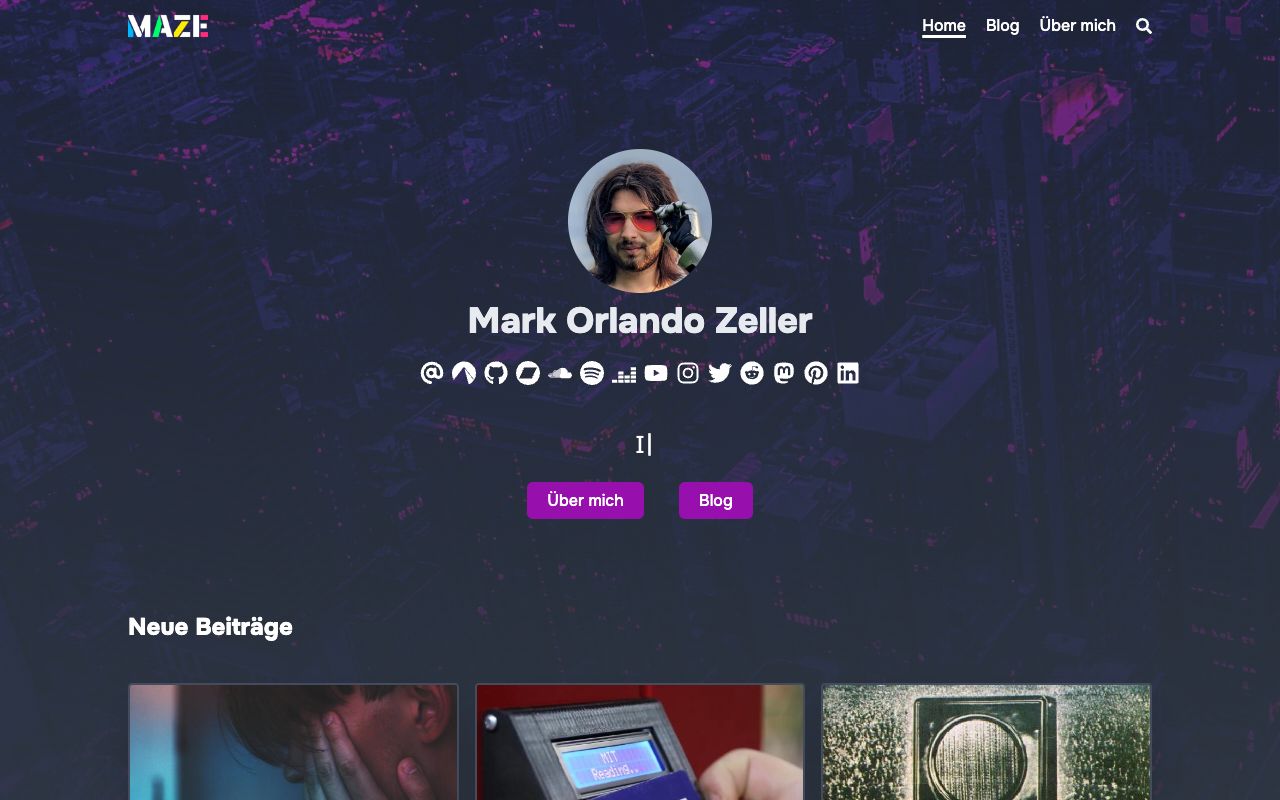 MAZE
Home Blog Über mich
Mark Orlando Zeller
I
Über mich Blog
Neue Beiträge
MIT
Reading..